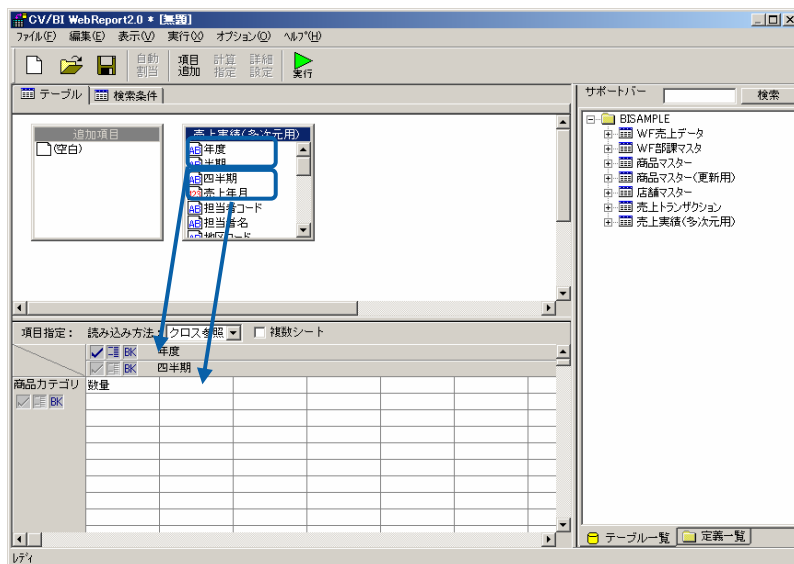 CV/BI WebReport2.0 * [無題]
ファイル(F) 編集(E) 表示(V) 実行(X) オプション(O) ヘルプ(H)
自動割当 項目追加 計算指定 詳細設定 実行
テーブル 検索条件
サポートバー 検索
追加項目
(空白)
売上実績(多次元用)
年度
半期
四半期
売上年月
担当者コード
担当者名
地区コード
BISAMPLE
WF売上データ
WF部課マスタ
商品マスター
商品マスター(更新用)
店舗マスター
売上トランザクション
売上実績(多次元用)
項目指定: 読み込み方法: クロス参照 複数シート
BK 年度
BK 四半期
商品カテゴリ 数量
BK
テーブル一覧 定義一覧
レディ